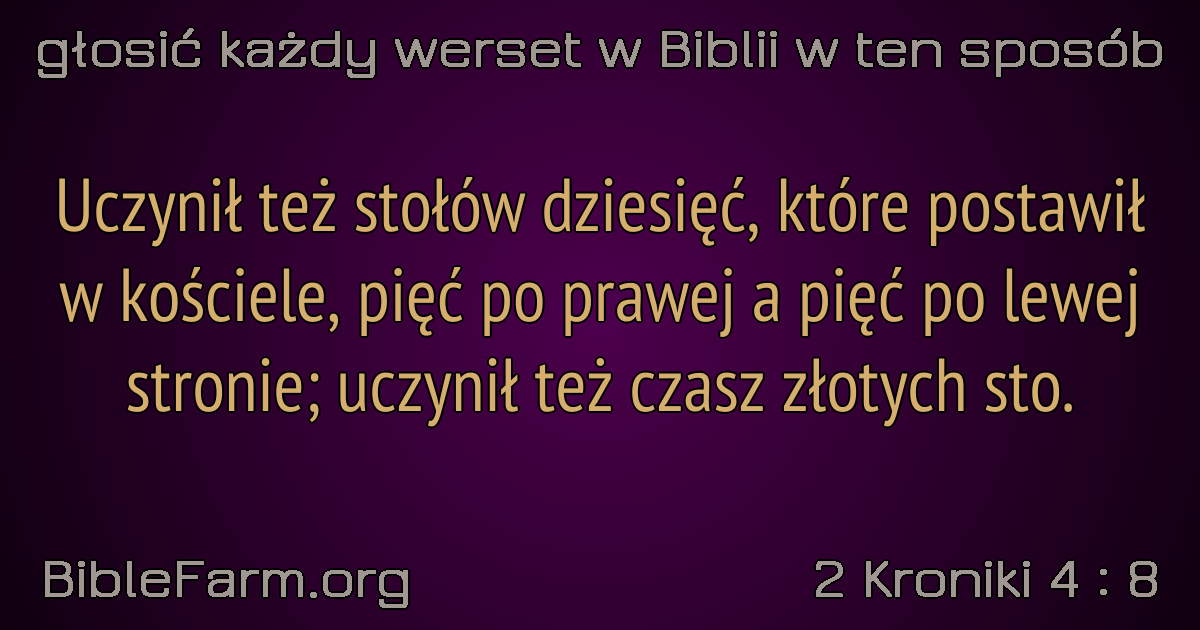 głosić każdy werset w Biblii w ten sposób
Uczynił też stołów dziesięć, które postawił
w kościele, pięć po prawej a pięć po lewej
stronie; uczynił też czasz złotych sto.
BibleFarm.org
2 Kroniki 4 : 8